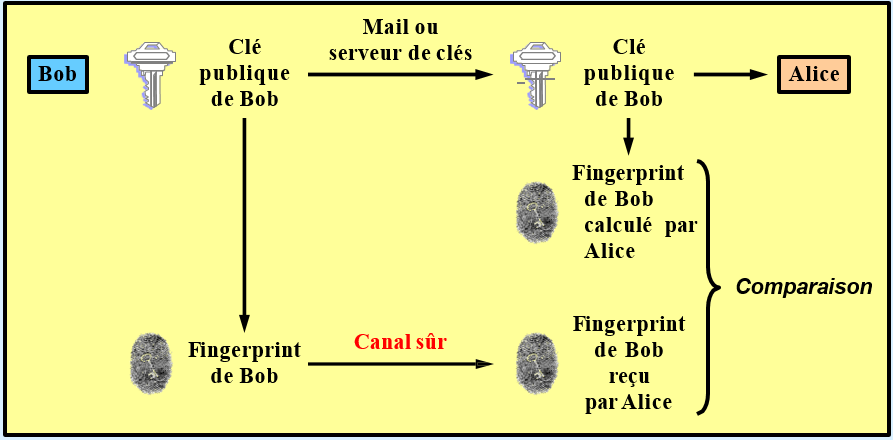 Bob
Clé
publique
de Bob
Mail ou
serveur de clés
Clé
publique
de Bob
Alice
Fingerprint
de Bob
calculé par
Alice
Comparaison
Fingerprint
de Bob
Canal sûr
Fingerprint
de Bob
reçu
par Alice